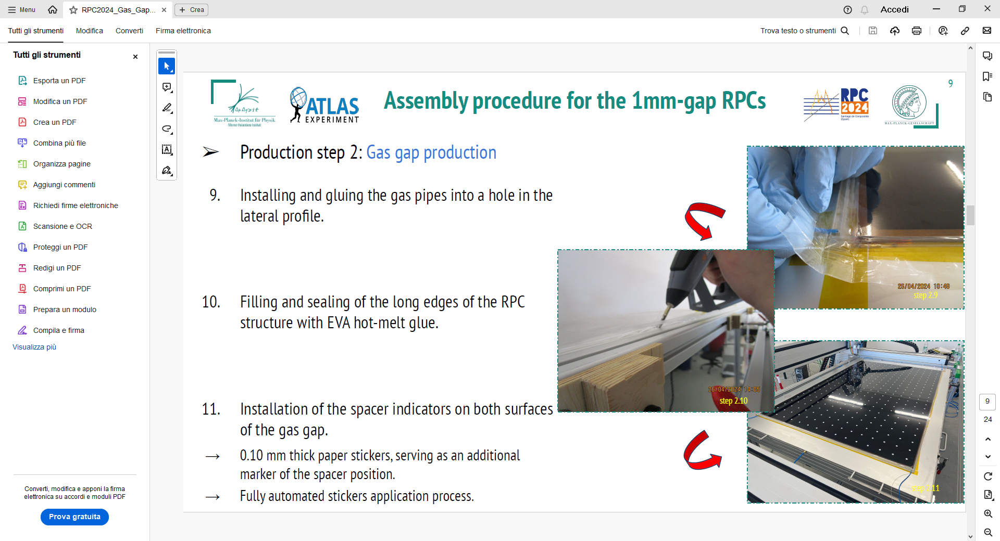 Menu
RPC2024_Gas_Gap...
Crea
Accedi
Tutti gli strumenti
Modifica
Converti
Firma elettronica
Trova testo o strumenti
Tutti gli strumenti
Esporta un PDF
Modifica un PDF
Crea un PDF
Combina più file
Organizza pagine
Aggiungi commenti
Richiedi firme elettroniche
Scansione e OCR
Proteggi un PDF
Redigi un PDF
Comprimi un PDF
Prepara un modulo
Compila e firma
Visualizza più
Converti, modifica e apponi la firma
elettronica su accordi e moduli PDF
Prova gratuita
Max-Planck-Institut für Physik
(Werner-Heisenberg-Institut)
ATLAS
EXPERIMENT
Assembly procedure for the 1mm-gap RPCs
RPC
2024
Santiago de Compostela
(Spain)
MAX-PLANCK-GESELLSCHAFT
9
➢ Production step 2: Gas gap production
9. Installing and gluing the gas pipes into a hole in the
lateral profile.
10. Filling and sealing of the long edges of the RPC
structure with EVA hot-melt glue.
11. Installation of the spacer indicators on both surfaces
of the gas gap.
→ 0.10 mm thick paper stickers, serving as an additional
marker of the spacer position.
→ Fully automated stickers application process.
26/04/2024 10:48
step 2.9
26/04/2024 14:05
step 2.10
step 2.11
9
24